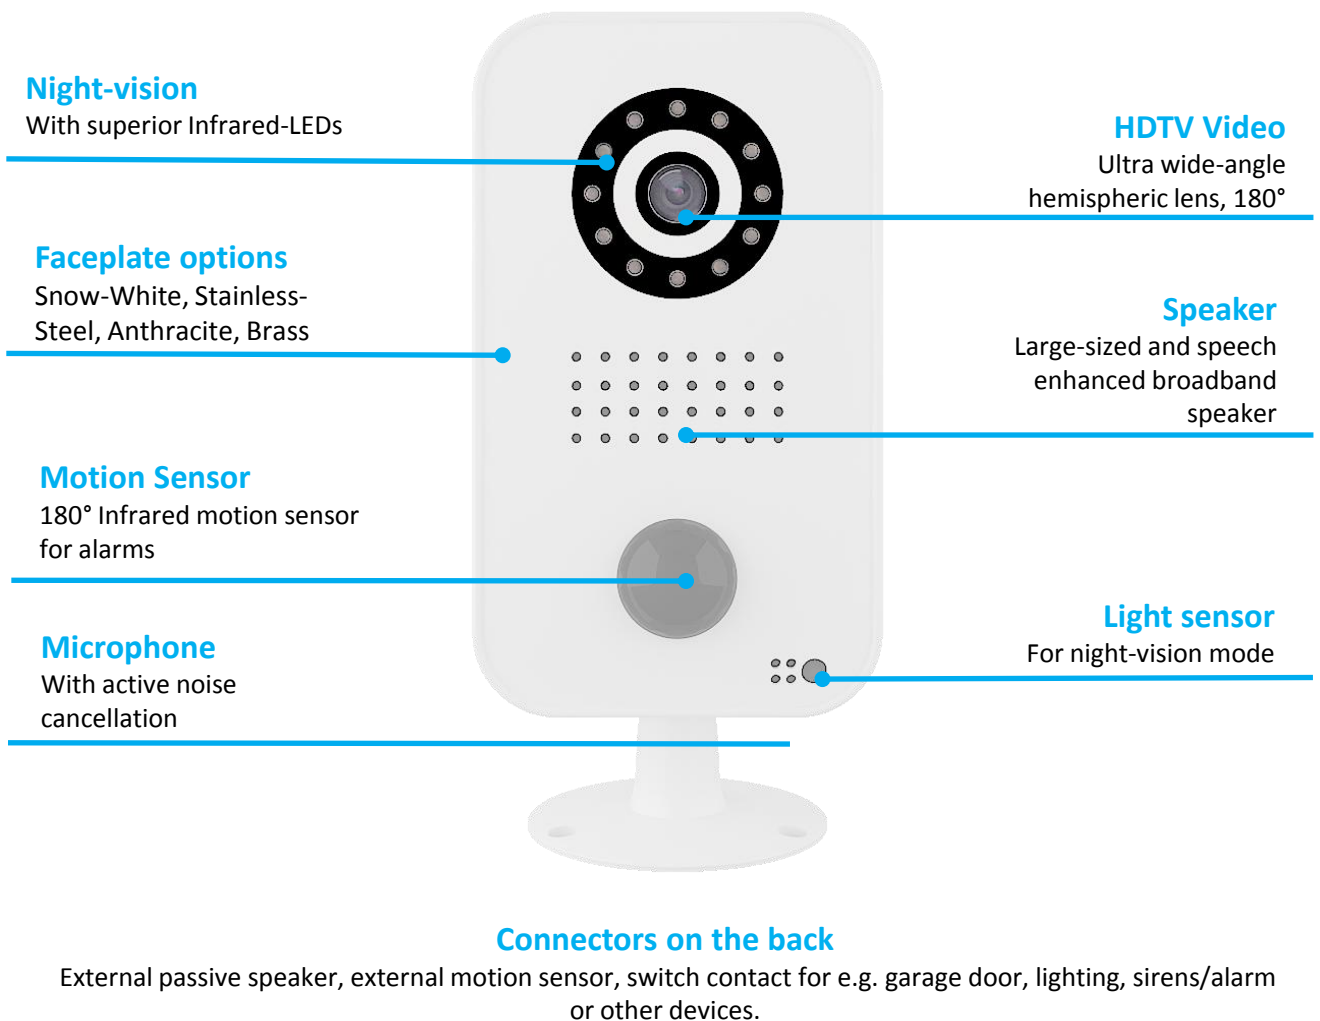 Night-vision
With superior Infrared-LEDs
HDTV Video
Ultra wide-angle
hemispheric lens, 180°
Faceplate options
Snow-White, Stainless-
Steel, Anthracite, Brass
Speaker
Large-sized and speech
enhanced broadband
speaker
Motion Sensor
180° Infrared motion sensor
for alarms
Light sensor
For night-vision mode
Microphone
With active noise
cancellation
Connectors on the back
External passive speaker, external motion sensor, switch contact for e.g. garage door, lighting, sirens/alarm
or other devices.